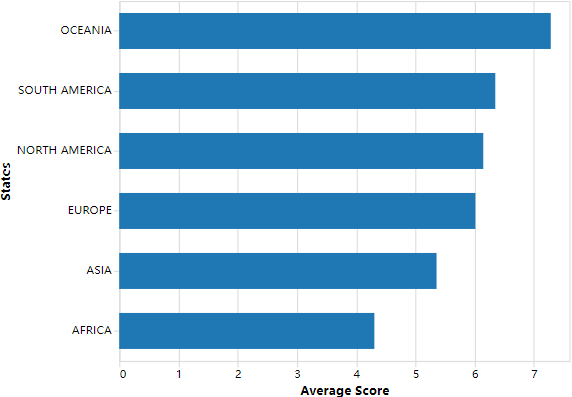 OCEANIA
SOUTH AMERICA
NORTH AMERICA
EUROPE
ASIA
AFRICA
States
0 1 2 3 4 5 6 7
Average Score